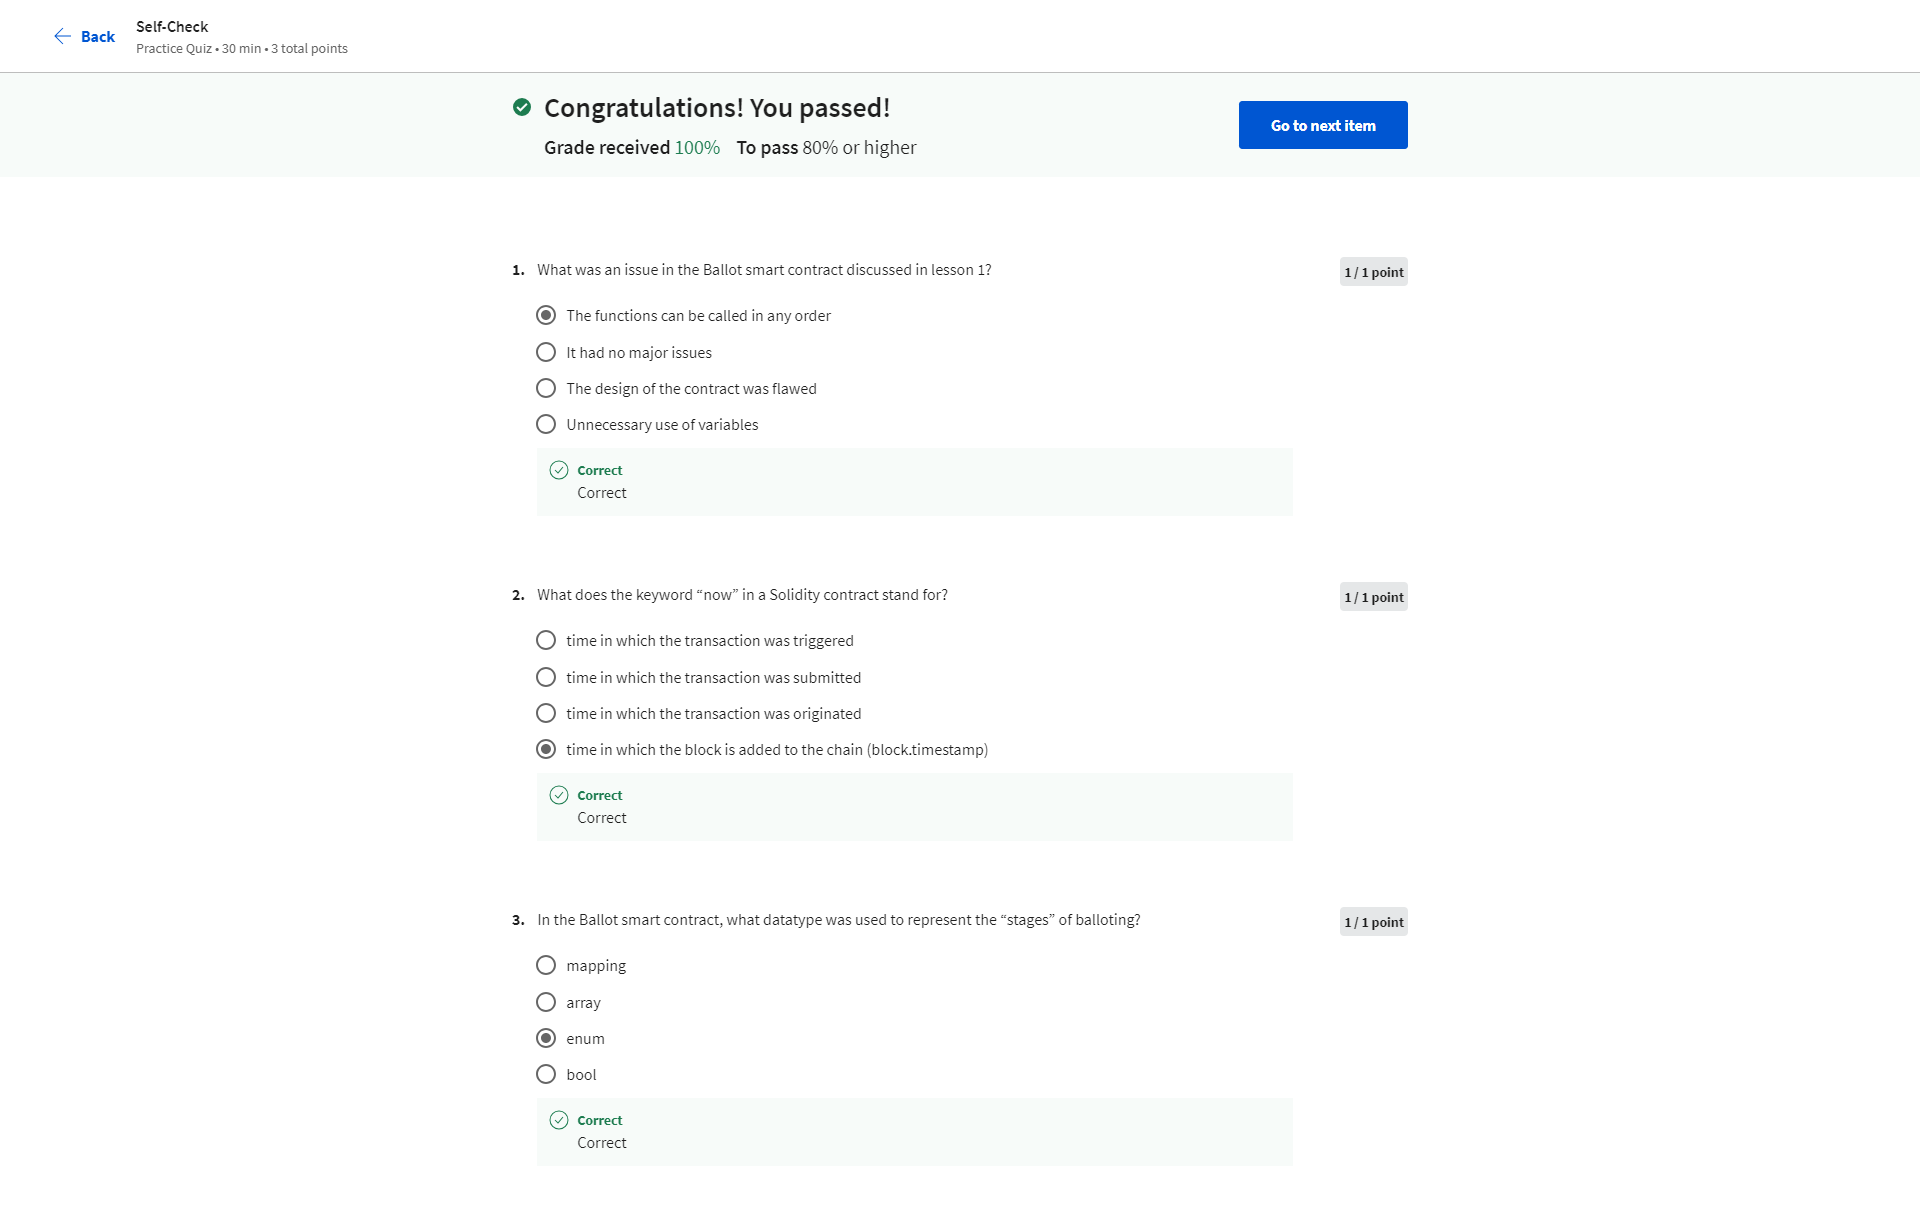 Back
Self-Check
Practice Quiz • 30 min • 3 total points
Congratulations! You passed!
Grade received 100% To pass 80% or higher
Go to next item
1. What was an issue in the Ballot smart contract discussed in lesson 1?
1 / 1 point
The functions can be called in any order
It had no major issues
The design of the contract was flawed
Unnecessary use of variables
Correct
Correct
2. What does the keyword “now” in a Solidity contract stand for?
1 / 1 point
time in which the transaction was triggered
time in which the transaction was submitted
time in which the transaction was originated
time in which the block is added to the chain (block.timestamp)
Correct
Correct
3. In the Ballot smart contract, what datatype was used to represent the “stages” of balloting?
1 / 1 point
mapping
array
enum
bool
Correct
Correct